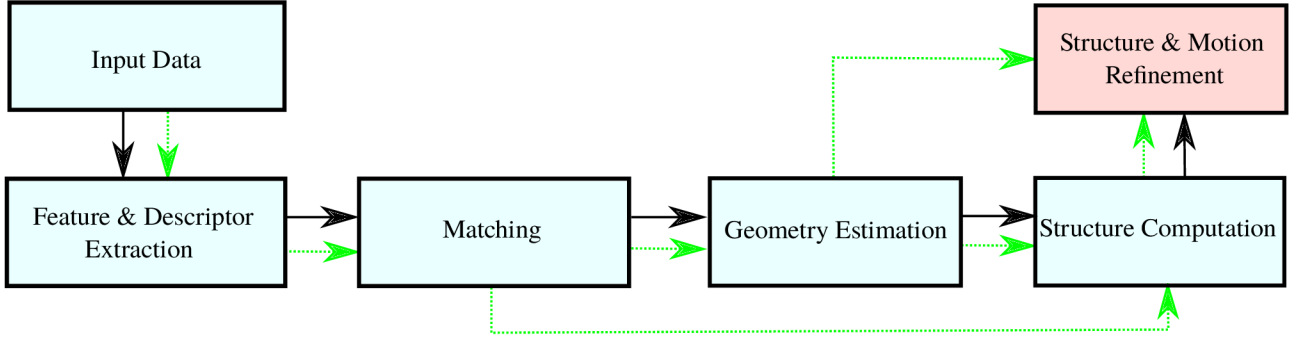 Input Data
Structure & Motion
Refinement
Feature & Descriptor
Extraction
Matching
Geometry Estimation
Structure Computation